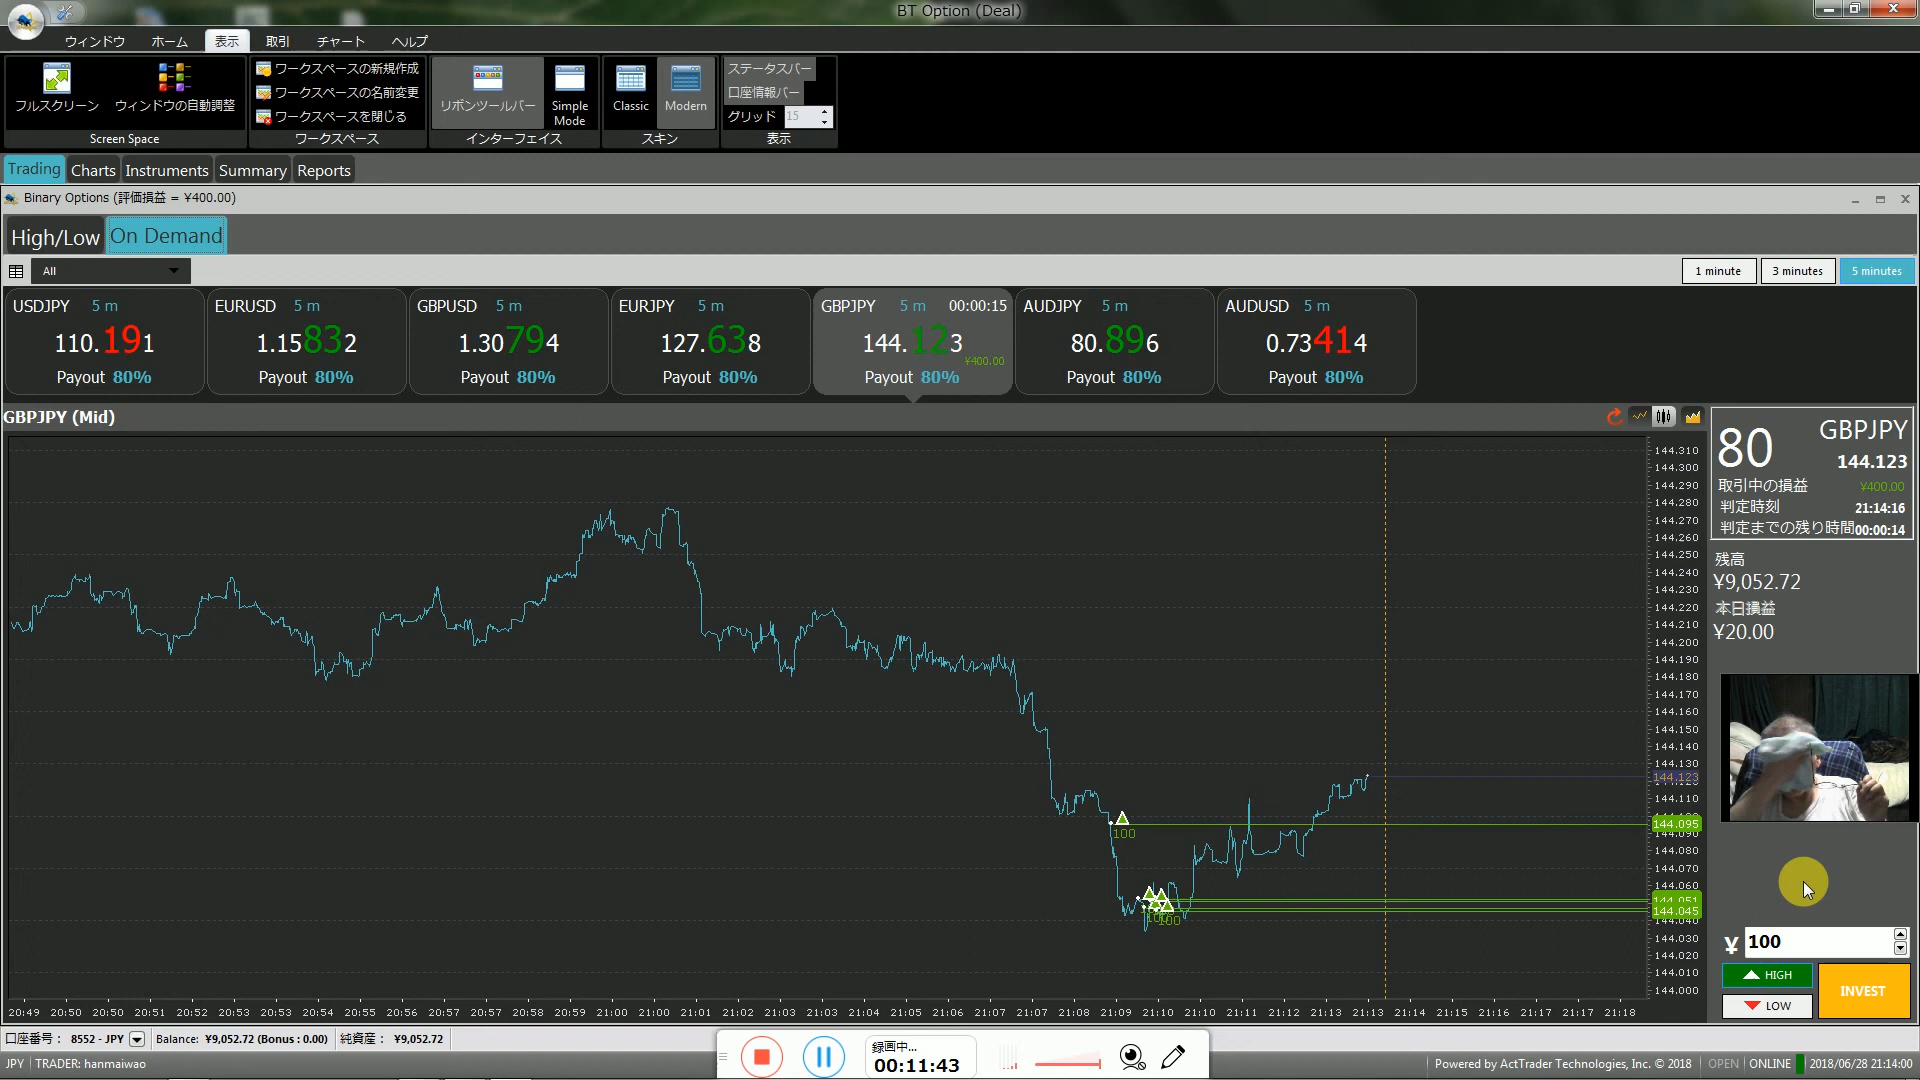 BT Option (Deal)
ウィンドウ ホーム 表示 取引 チャート ヘルプ
フルスクリーン ウィンドウの自動調整
Screen Space
ワークスペースの新規作成
ワークスペースの名前変更
ワークスペースを閉じる
ワークスペース
リボンツールバー Simple Mode
インターフェイス
Classic Modern
スキン
ステータスバー
口座情報バー
グリッド 15
表示
Trading Charts Instruments Summary Reports
Binary Options (評価損益 = ¥400.00)
High/Low On Demand
All 1 minute 3 minutes 5 minutes
USDJPY 5 m
110.191
Payout 80%
EURUSD 5 m
1.15832
Payout 80%
GBPUSD 5 m
1.30794
Payout 80%
EURJPY 5 m
127.638
Payout 80%
GBPJPY 5 m 00:00:15
144.123
¥400.00
Payout 80%
AUDJPY 5 m
80.896
Payout 80%
AUDUSD 5 m
0.73414
Payout 80%
GBPJPY (Mid)
144.310
144.300
144.290
144.280
144.270
144.260
144.250
144.240
144.230
144.220
144.210
144.200
144.190
144.180
144.170
144.160
144.150
144.140
144.130
144.123
144.110
144.095
144.090
144.080
144.070
144.060
144.051
144.045
144.040
144.030
144.020
144.010
144.000
100
100
20:49 20:50 20:50 20:51 20:52 20:53 20:53 20:54 20:55 20:56 20:56 20:57 20:58 20:59 21:00 21:00 21:01 21:02 21:03 21:03 21:04 21:05 21:06 21:07 21:07 21:08 21:09 21:10 21:10 21:11 21:12 21:13 21:13 21:14 21:15 21:16 21:17 21:17 21:18
80 GBPJPY
144.123
取引中の損益 ¥400.00
判定時刻 21:14:16
判定までの残り時間 00:00:14
残高
¥9,052.72
本日損益
¥20.00
¥ 100
HIGH
LOW
INVEST
口座番号： 8552 - JPY Balance: ¥9,052.72 (Bonus : 0.00) 純資産： ¥9,052.72
録画中...
00:11:43
JPY TRADER: hanmaiwao
Powered by ActTrader Technologies, Inc. © 2018 OPEN ONLINE 2018/06/28 21:14:00